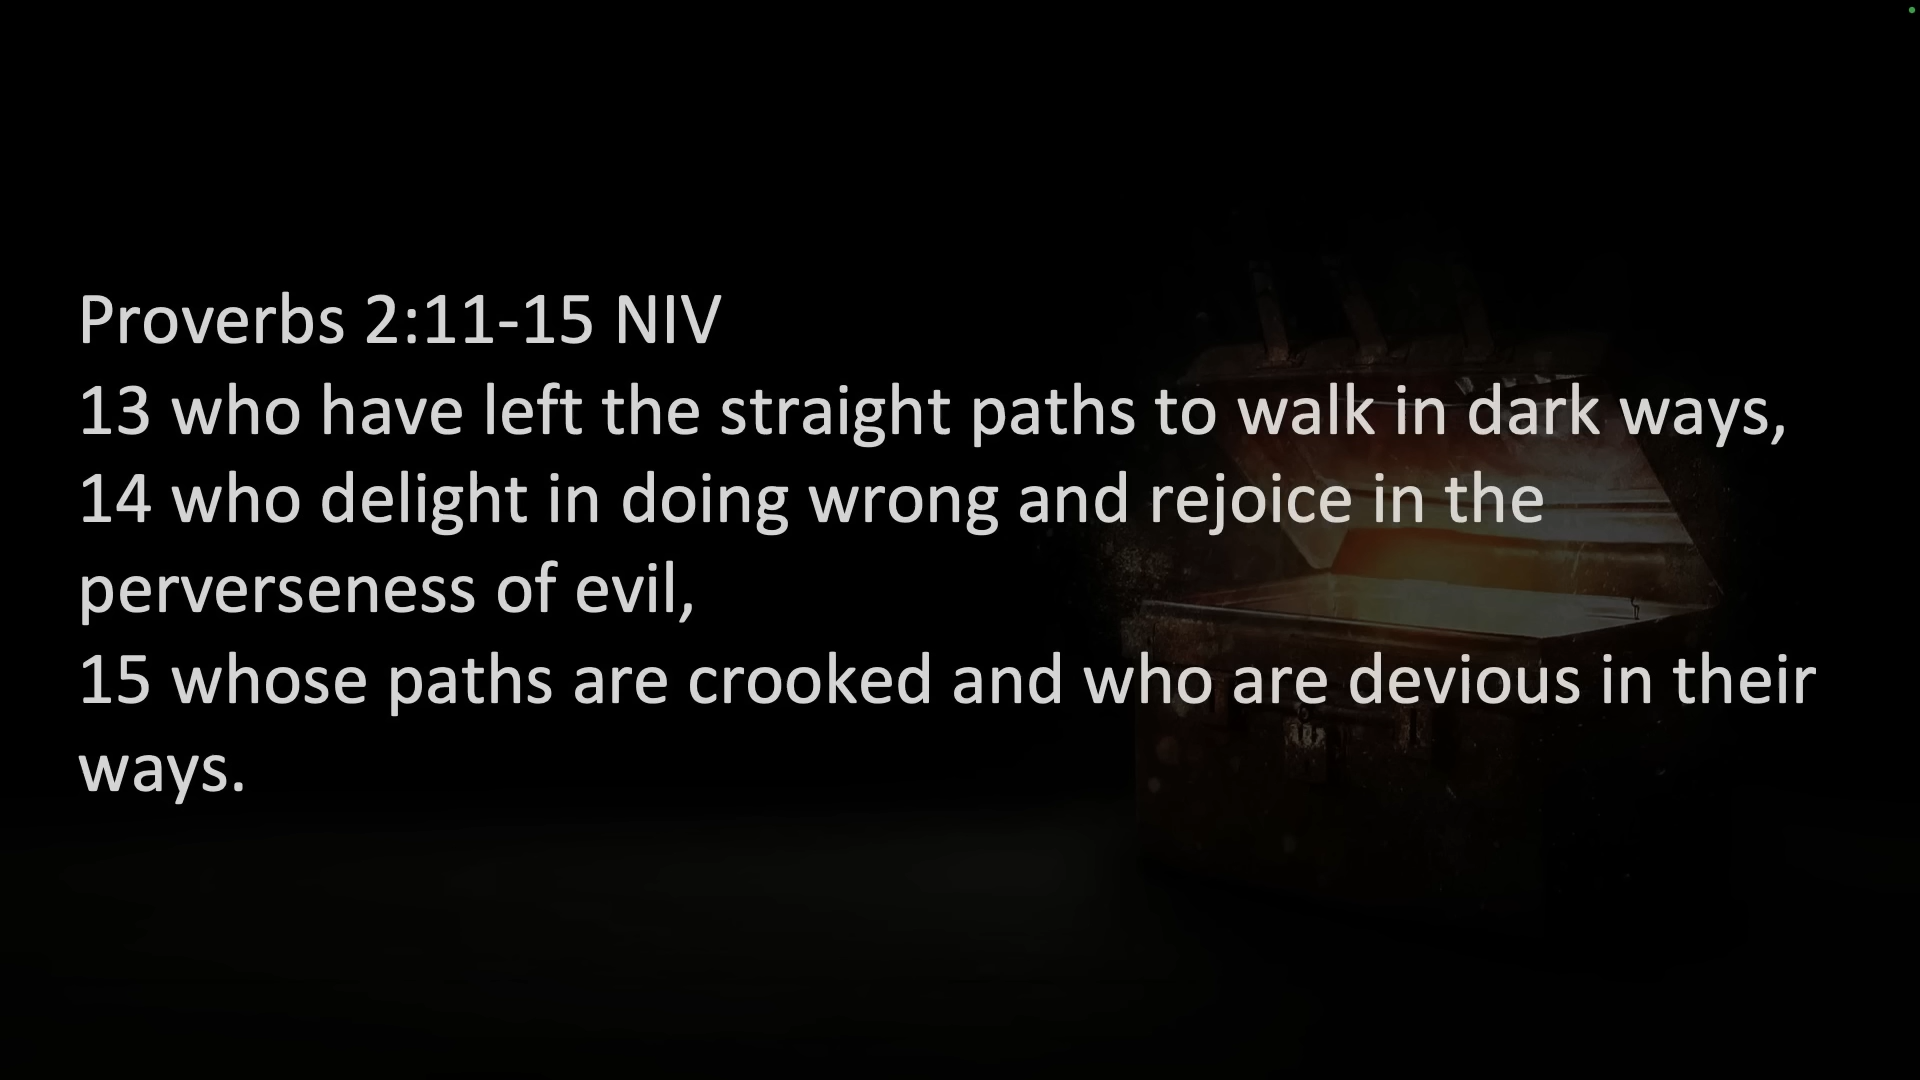 Proverbs 2:11-15 NIV
13 who have left the straight paths to walk in dark ways,
14 who delight in doing wrong and rejoice in the
perverseness of evil,
15 whose paths are crooked and who are devious in their
ways.